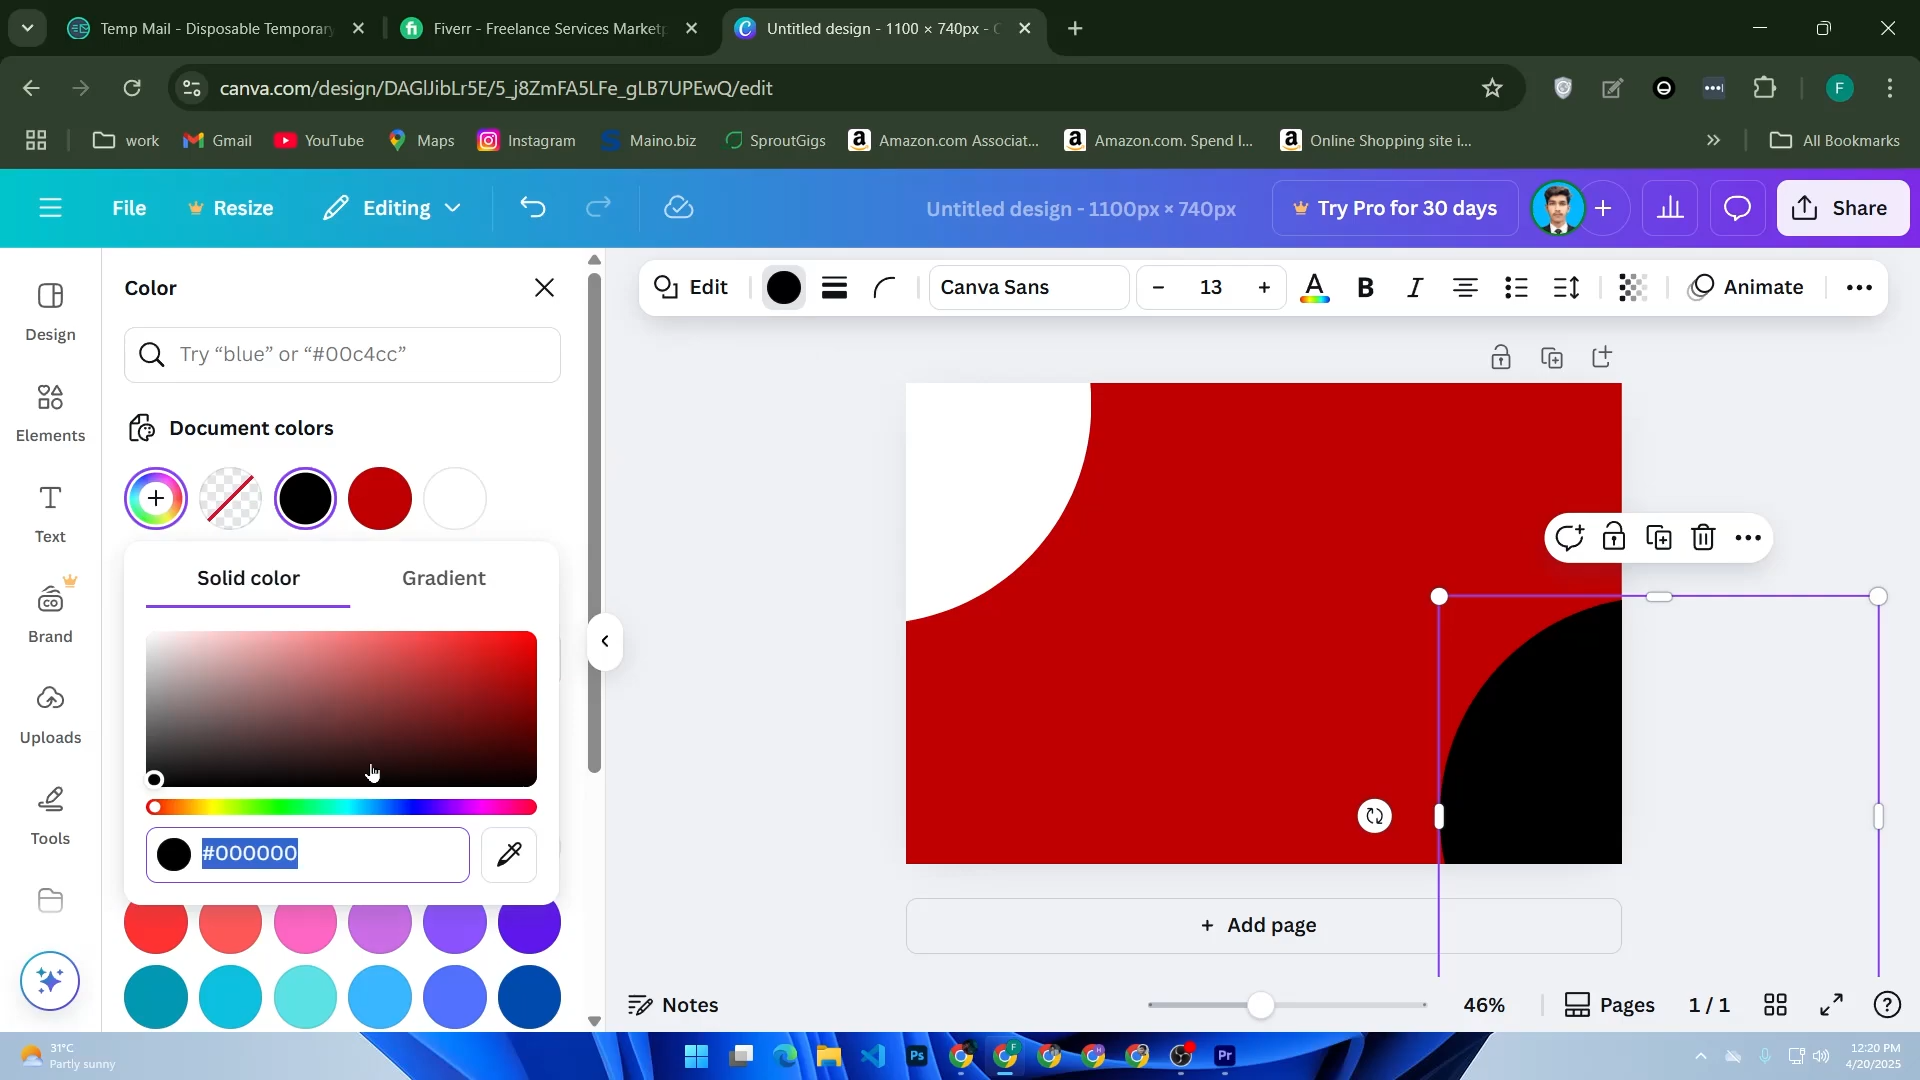 Temp Mail - Disposable Temporary
Fiverr - Freelance Services Marketp
Untitled design - 1100 × 740px - C
canva.com/design/DAGlJibLr5E/5_j8ZmFA5LFe_gLB7UPEwQ/edit
F
work
Gmail
YouTube
Maps
Instagram
Maino.biz
SproutGigs
Amazon.com Associat...
Amazon.com. Spend l...
Online Shopping site i...
All Bookmarks
File
Resize
Editing
Untitled design - 1100px × 740px
Try Pro for 30 days
Share
Design
Elements
Text
Brand
Uploads
Tools
Color
Try “blue” or “#00c4cc”
Document colors
Solid color
Gradient
#000000
Edit
Canva Sans
– 13 +
A
B
I
Animate
+ Add page
Notes
46%
Pages
1 / 1
31°C
Partly sunny
Ps
Pr
12:20 PM
4/20/2025